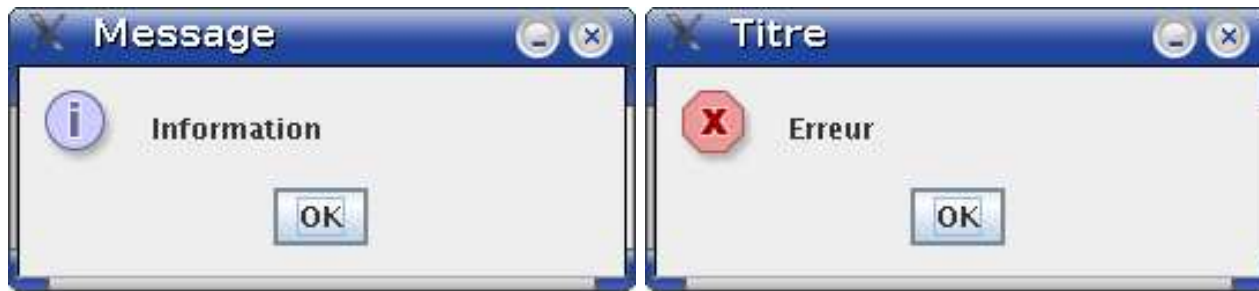 Message
Information
OK
Titre
Erreur
OK